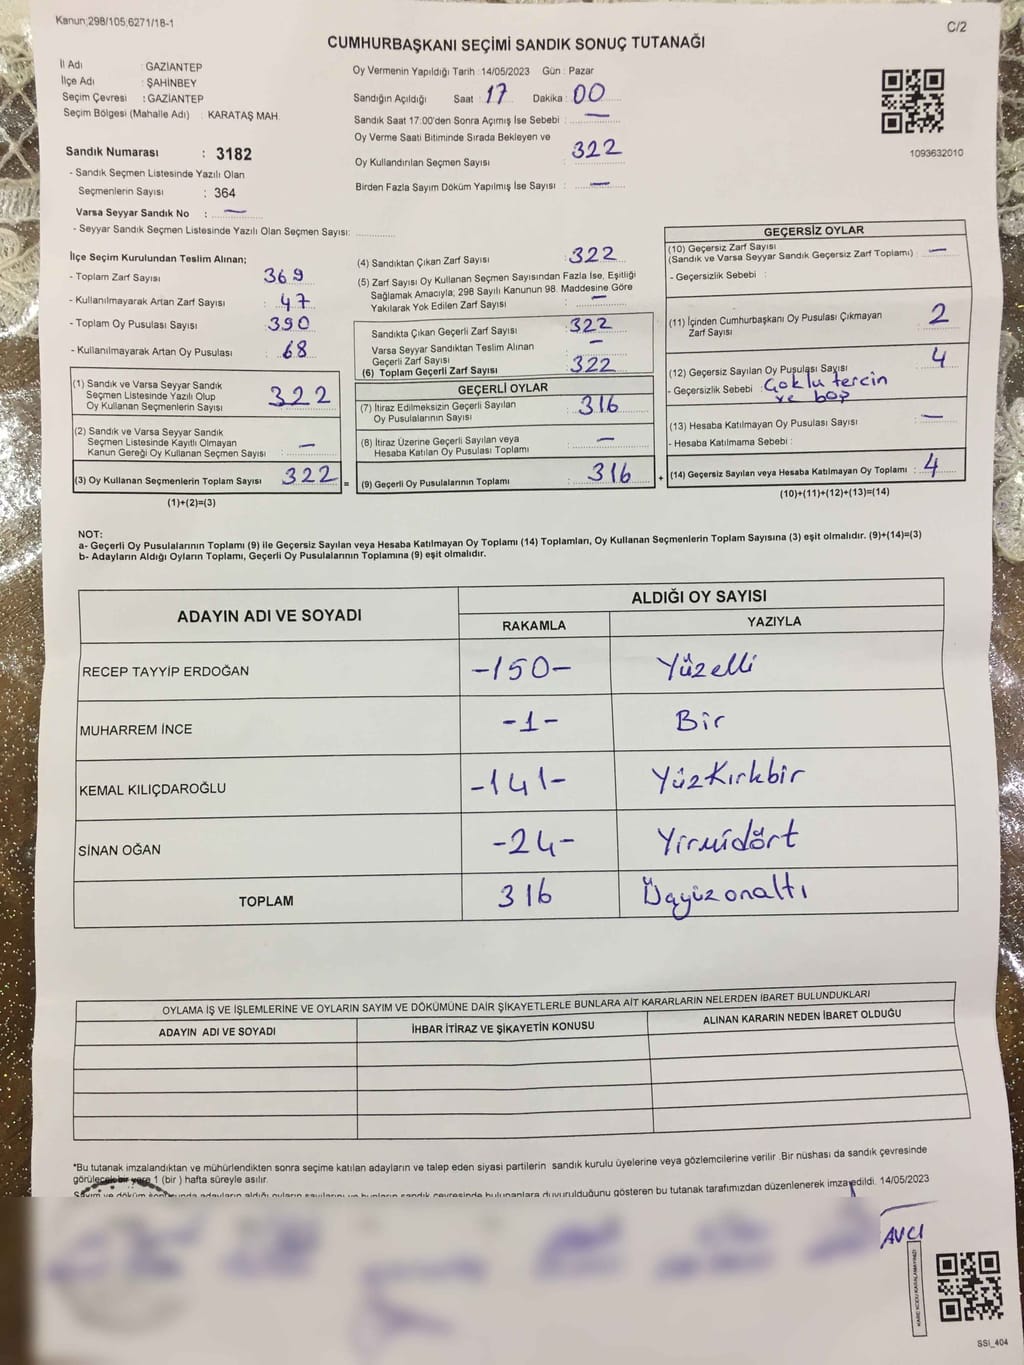 Kanun;298/105;6271/18-1
C/2
CUMHURBAŞKANI SEÇİMİ SANDIK SONUÇ TUTANAĞI
İl Adı : GAZİANTEP
İlçe Adı : ŞAHİNBEY
Seçim Çevresi : GAZİANTEP
Seçim Bölgesi (Mahalle Adı) : KARATAŞ MAH.
Sandık Numarası : 3182
- Sandık Seçmen Listesinde Yazılı Olan
Seçmenlerin Sayısı : 364
Varsa Seyyar Sandık No : —
- Seyyar Sandık Seçmen Listesinde Yazılı Olan Seçmen Sayısı:
Oy Vermenin Yapıldığı Tarih :14/05/2023 Gün : Pazar
Sandığın Açıldığı Saat : 17 Dakika : 00
Sandık Saat 17:00'den Sonra Açımış İse Sebebi : —
Oy Verme Saati Bitiminde Sırada Bekleyen ve
Oy Kullandırılan Seçmen Sayısı : 322
Birden Fazla Sayım Döküm Yapılmış İse Sayısı : —
1093632010
İlçe Seçim Kurulundan Teslim Alınan;
- Toplam Zarf Sayısı : 369
- Kullanılmayarak Artan Zarf Sayısı : 47
- Toplam Oy Pusulası Sayısı : 390
- Kullanılmayarak Artan Oy Pusulası : 68
(1) Sandık ve Varsa Seyyar Sandık
Seçmen Listesinde Yazılı Olup
Oy Kullanan Seçmenlerin Sayısı : 322
(2) Sandık ve Varsa Seyyar Sandık
Seçmen Listesinde Kayıtlı Olmayan
Kanun Gereği Oy Kullanan Seçmen Sayısı : —
(3) Oy Kullanan Seçmenlerin Toplam Sayısı : 322 =
(1)+(2)=(3)
(4) Sandıktan Çıkan Zarf Sayısı : 322
(5) Zarf Sayısı Oy Kullanan Seçmen Sayısından Fazla İse, Eşitliği
Sağlamak Amacıyla; 298 Sayılı Kanunun 98. Maddesine Göre
Yakılarak Yok Edilen Zarf Sayısı : —
Sandıkta Çıkan Geçerli Zarf Sayısı : 322
Varsa Seyyar Sandıktan Teslim Alınan
Geçerli Zarf Sayısı : —
(6) Toplam Geçerli Zarf Sayısı : 322
GEÇERLİ OYLAR
(7) İtiraz Edilmeksizin Geçerli Sayılan
Oy Pusulalarının Sayısı : 316
(8) İtiraz Üzerine Geçerli Sayılan veya
Hesaba Katılan Oy Pusulası Toplamı : —
(9) Geçerli Oy Pusulalarının Toplamı : 316 +
GEÇERSİZ OYLAR
(10) Geçersiz Zarf Sayısı
(Sandık ve Varsa Seyyar Sandık Geçersiz Zarf Toplamı) : —
- Geçersizlik Sebebi :
(11) İçinden Cumhurbaşkanı Oy Pusulası Çıkmayan
Zarf Sayısı : 2
(12) Geçersiz Sayılan Oy Pusulası Sayısı : 4
- Geçersizlik Sebebi : Çoklu tercin
ve boş
(13) Hesaba Katılmayan Oy Pusulası Sayısı : —
- Hesaba Katılmama Sebebi :
(14) Geçersiz Sayılan veya Hesaba Katılmayan Oy Toplamı : 4
(10)+(11)+(12)+(13)=(14)
NOT:
a- Geçerli Oy Pusulalarının Toplamı (9) ile Geçersiz Sayılan veya Hesaba Katılmayan Oy Toplamı (14) Toplamları, Oy Kullanan Seçmenlerin Toplam Sayısına (3) eşit olmalıdır. (9)+(14)=(3)
b- Adayların Aldığı Oyların Toplamı, Geçerli Oy Pusulalarının Toplamına (9) eşit olmalıdır.
ADAYIN ADI VE SOYADI ALDIĞI OY SAYISI
RAKAMLA YAZIYLA
RECEP TAYYİP ERDOĞAN -150- Yüzelli
MUHARREM İNCE -1- Bir
KEMAL KILIÇDAROĞLU -141- Yüzkırkbir
SİNAN OĞAN -24- Yirmidört
TOPLAM 316 Üçyüzonaltı
OYLAMA İŞ VE İŞLEMLERİNE VE OYLARIN SAYIM VE DÖKÜMÜNE DAİR ŞİKAYETLERLE BUNLARA AİT KARARLARIN NELERDEN İBARET BULUNDUKLARI
ADAYIN ADI VE SOYADI İHBAR İTİRAZ VE ŞİKAYETİN KONUSU ALINAN KARARIN NEDEN İBARET OLDUĞU
*Bu tutanak imzalandıktan ve mühürlendikten sonra seçime katılan adayların ve talep eden siyasi partilerin sandık kurulu üyelerine veya gözlemcilerine verilir .Bir nüshası da sandık çevresinde
görülecek bir yere 1 (bir ) hafta süreyle asılır.
Sayım ve döküm sonucunda adayların aldığı oyların sayılarını ve bunların sandık çevresinde bulunanlara duyurulduğunu gösteren bu tutanak tarafımızdan düzenlenerek imza edildi. 14/05/2023
AVCI
KARE KODU KARALAMAYINIZ!
SSİ_404